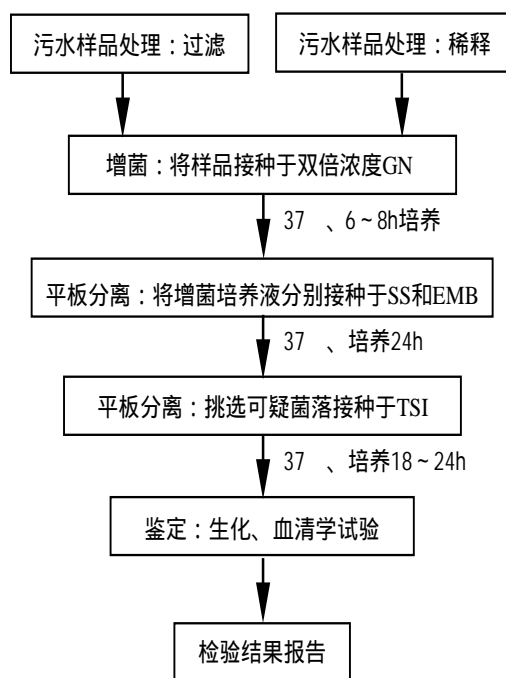 污水样品处理：过滤
污水样品处理：稀释
增菌：将样品接种于双倍浓度GN
37 、6～8h培养
平板分离：将增菌培养液分别接种于SS和EMB
37 、培养24h
平板分离：挑选可疑菌落接种于TSI
37 、培养18～24h
鉴定：生化、血清学试验
检验结果报告